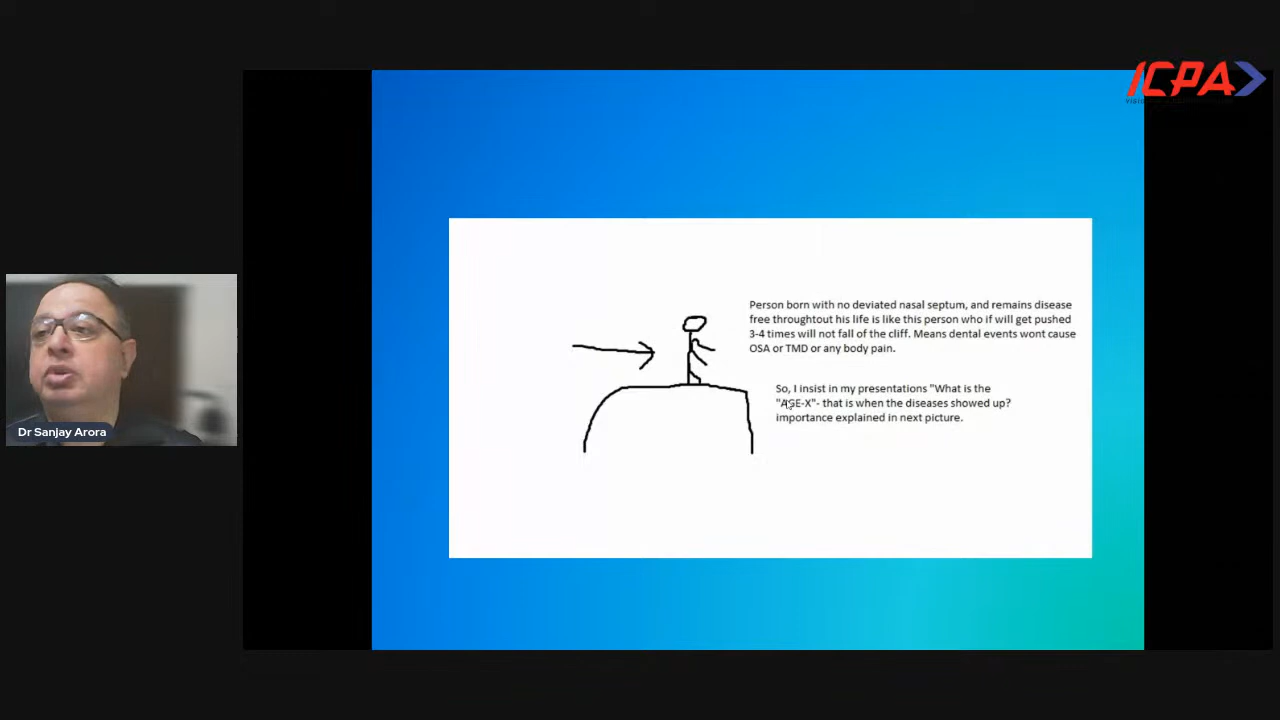 ICPA
Person born with no deviated nasal septum, and remains disease
free throughtout his life is like this person who if will get pushed
3-4 times will not fall of the cliff. Means dental events wont cause
OSA or TMD or any body pain.
So, I insist in my presentations "What is the
"AGE-X"- that is when the diseases showed up?
importance explained in next picture.
Dr Sanjay Arora